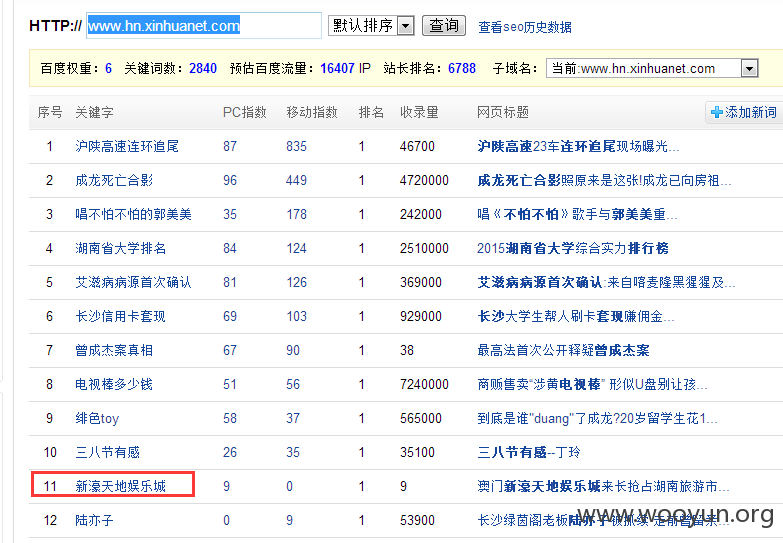 HTTP:// www.hn.xinhuanet.com 默认排序 查询 查看seo历史数据
百度权重：6 关键词数：2840 预估百度流量：16407 IP 站长排名：6788 子域名： 当前:www.hn.xinhuanet.com
序号 关键字 PC指数 移动指数 排名 收录量 网页标题 添加新词
1 沪陕高速连环追尾 87 835 1 46700 沪陕高速23车连环追尾现场曝光...
2 成龙死亡合影 96 449 1 4720000 成龙死亡合影照原来是这张!成龙已向房祖...
3 唱不怕不怕的郭美美 35 178 1 242000 唱《不怕不怕》歌手与郭美美重...
4 湖南省大学排名 84 124 1 2510000 2015湖南省大学综合实力排行榜
5 艾滋病病源首次确认 81 126 1 369000 艾滋病病源首次确认:来自喀麦隆黑猩猩及...
6 长沙信用卡套现 69 103 1 929000 长沙大学生帮人刷卡套现赚佣金...
7 曾成杰案真相 67 90 1 38 最高法首次公开释疑曾成杰案
8 电视棒多少钱 51 56 1 7240000 商贩售卖“涉黄电视棒” 形似U盘别让孩...
9 绯色toy 58 37 1 565000 到底是谁"duang"了成龙?20岁留学生花1...
10 三八节有感 26 35 1 35100 三八节有感--丁玲
11 新濠天地娱乐城 9 0 1 9 澳门新濠天地娱乐城来长抢占湖南旅游市...
12 陆亦子 0 9 1 53900 长沙绿茵阁老板陆亦子被抓续 定前曾留采...
www.wooyun.org